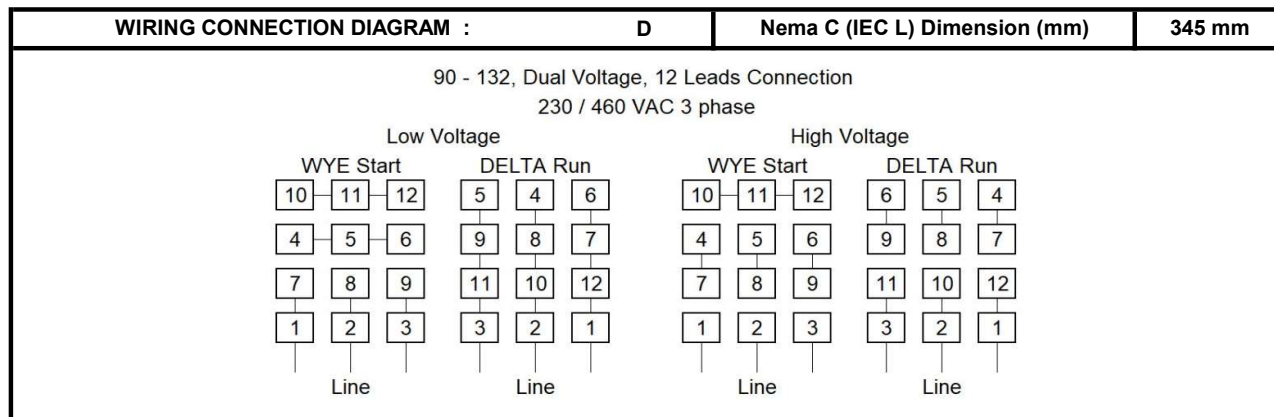 WIRING CONNECTION DIAGRAM : D Nema C (IEC L) Dimension (mm) 345 mm
90 - 132, Dual Voltage, 12 Leads Connection
230 / 460 VAC 3 phase
Low Voltage High Voltage
WYE Start DELTA Run WYE Start DELTA Run
10 11 12 5 4 6 10 11 12 6 5 4
4 5 6 9 8 7 4 5 6 9 8 7
7 8 9 11 10 12 7 8 9 11 10 12
1 2 3 3 2 1 1 2 3 3 2 1
Line Line Line Line